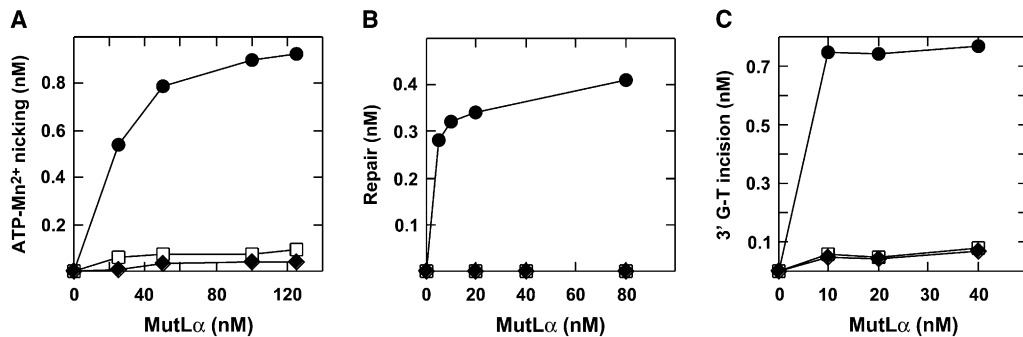 A
ATP-Mn2+ nicking (nM)
0.8
0.6
0.4
0.2
0 40 80 120
MutLα (nM)
B
Repair (nM)
0.4
0.3
0.2
0.1
0 20 40 60 80
MutLα (nM)
C
3' G-T incision (nM)
0.7
0.5
0.3
0.1
0 10 20 30 40
MutLα (nM)